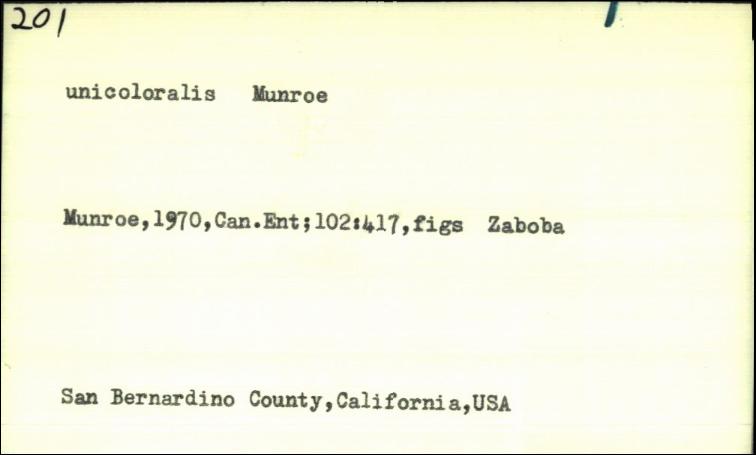 201
unicoloralis Munroe
Munroe,1970,Can.Ent;102:417,figs Zaboba
San Bernardino County,California,USA